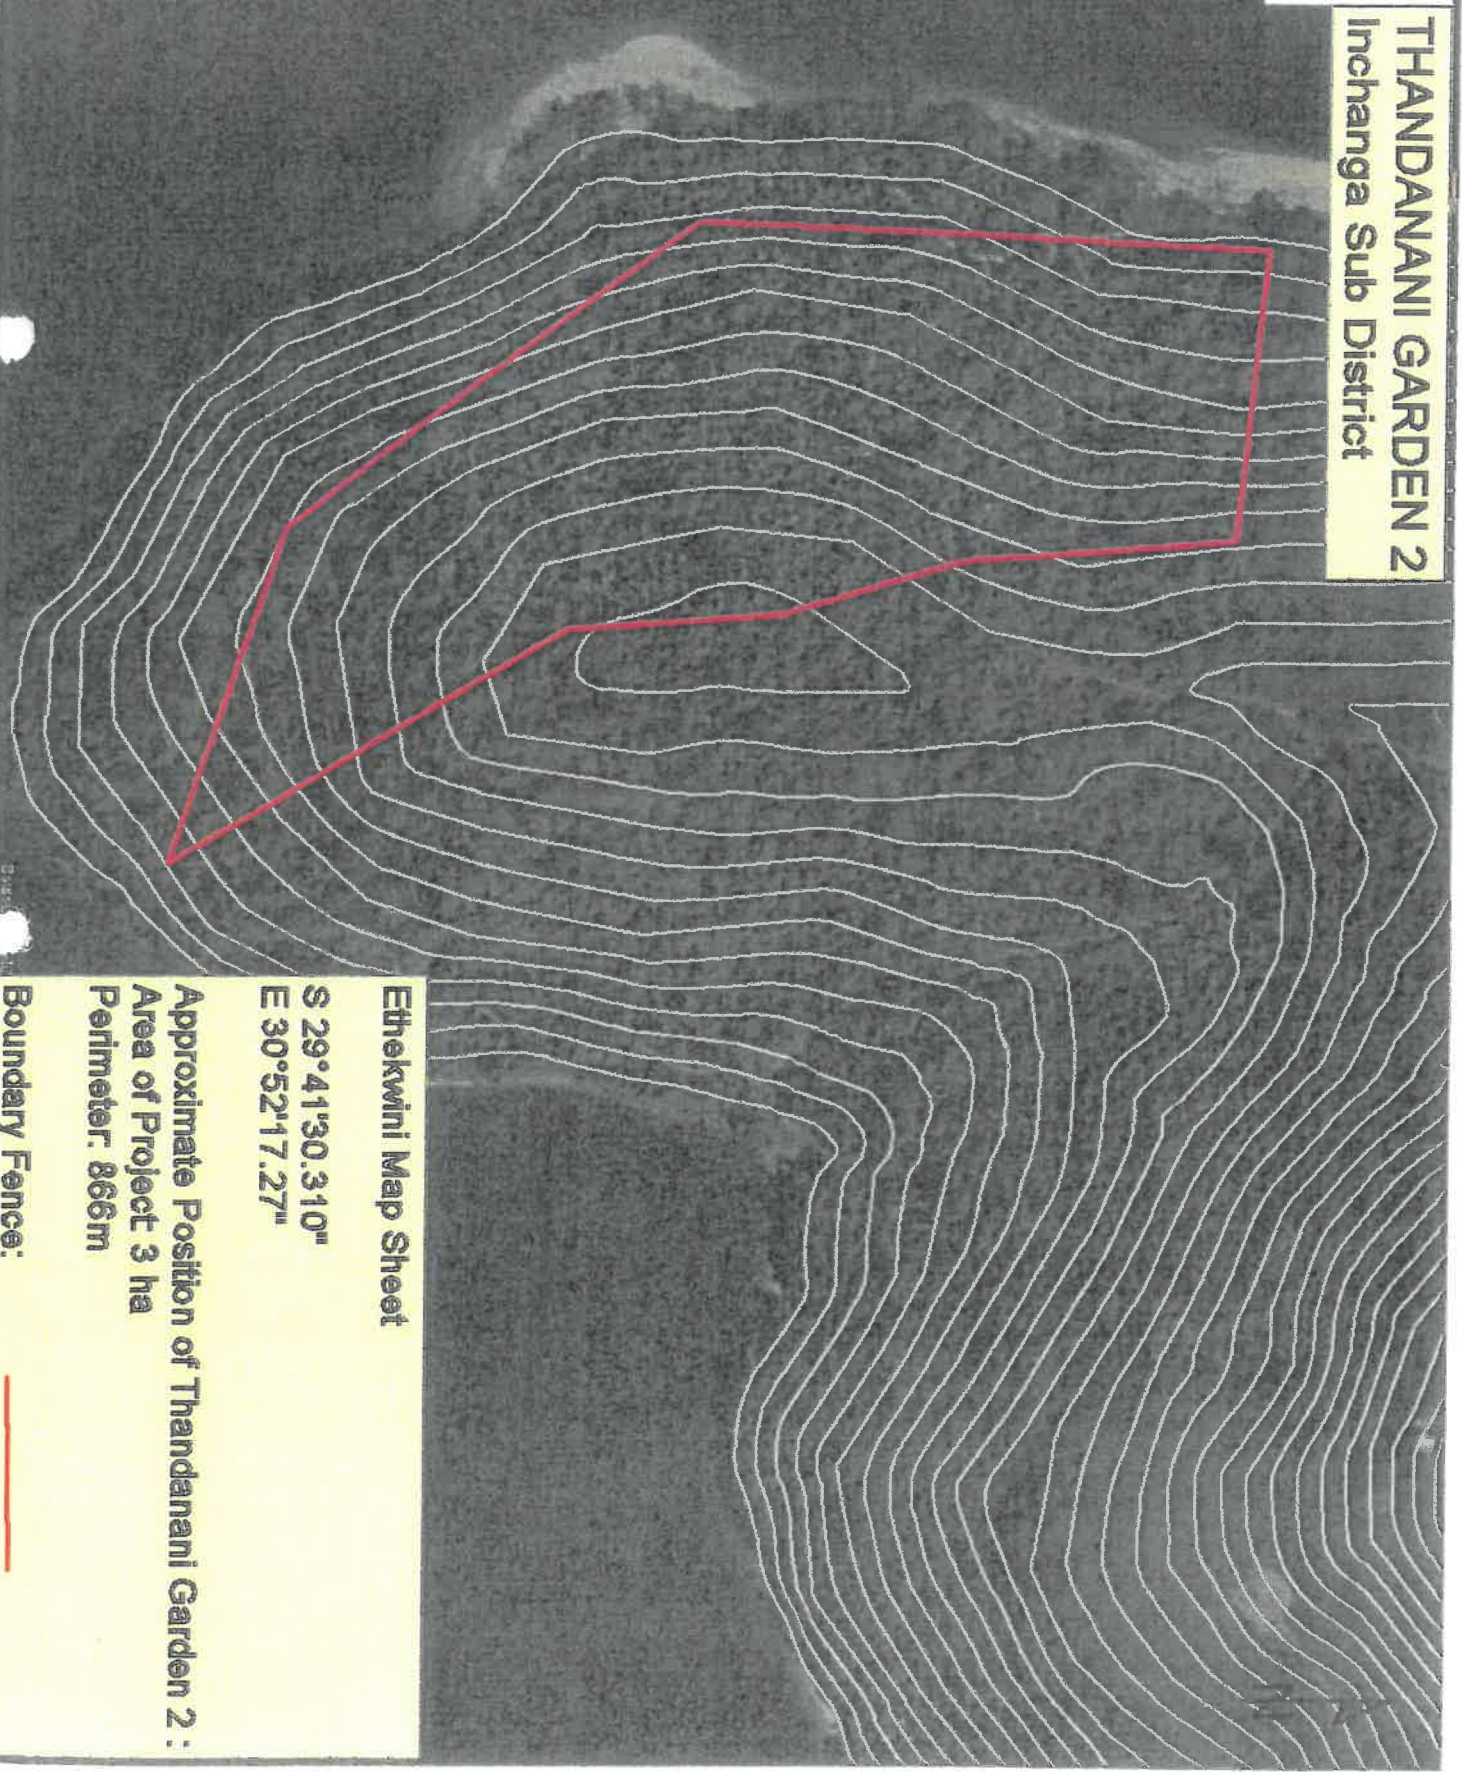 THANDANANI GARDEN 2
Inchanga Sub District
Ethekwini Map Sheet
S 29°41'30.310"
E 30°52'17.27"
Approximate Position of Thandanani Garden 2 :
Area of Project: 3 ha
Perimeter: 866m
Boundary Fence: